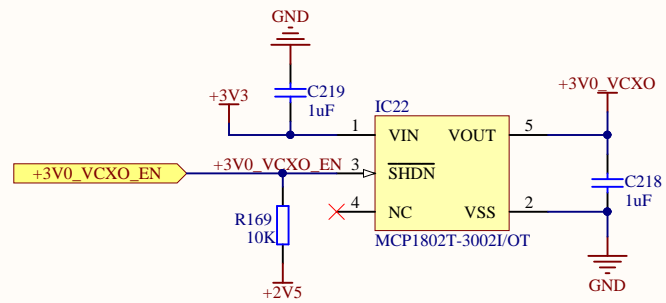 GND
C219
1uF
+3V3
+3V0_VCXO
IC22
1
VIN
VOUT
5
+3V0_VCXO_EN
+3V0_VCXO_EN
3
SHDN
C218
1uF
4
NC
VSS
2
R169
10K
MCP1802T-3002I/OT
+2V5
GND